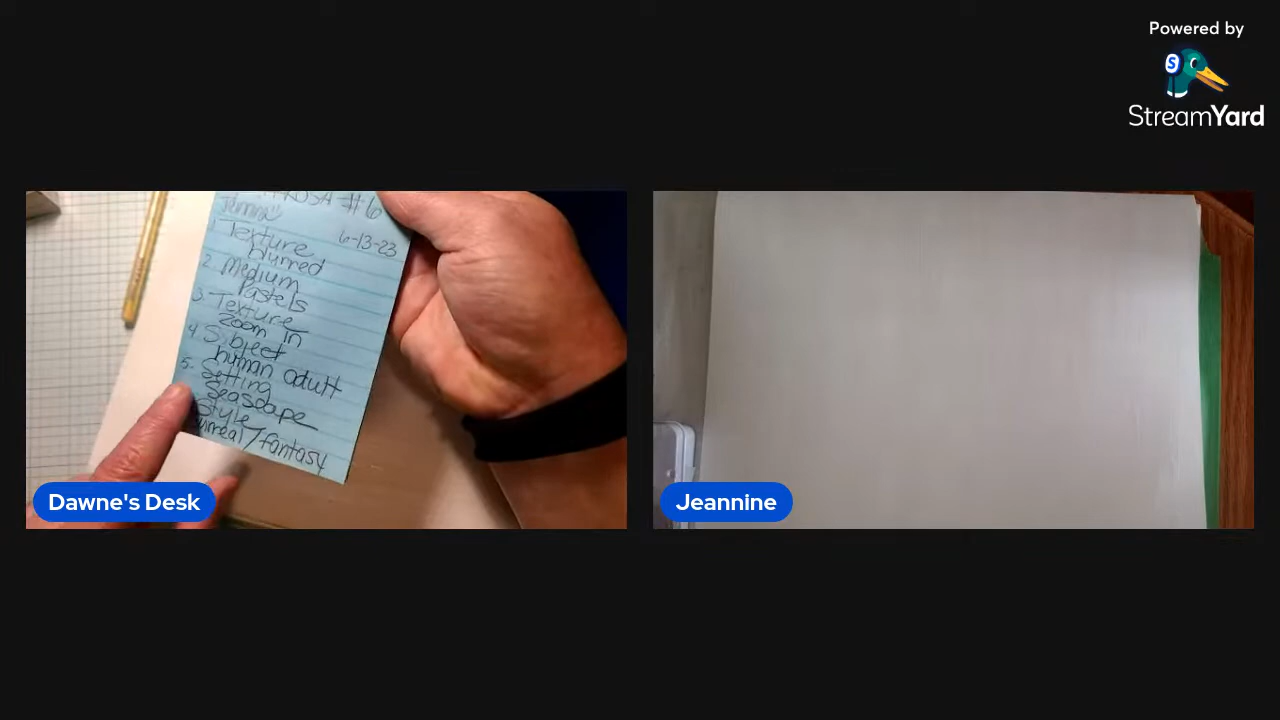 Powered by
StreamYard
#6
6-13-23
1 Texture
blurred
2. Medium
Pastels
3. Texture
Zoom in
4. Subject
human adult
5. Setting
Seascape
Style
Surreal/fantasy
Dawne's Desk
Jeannine